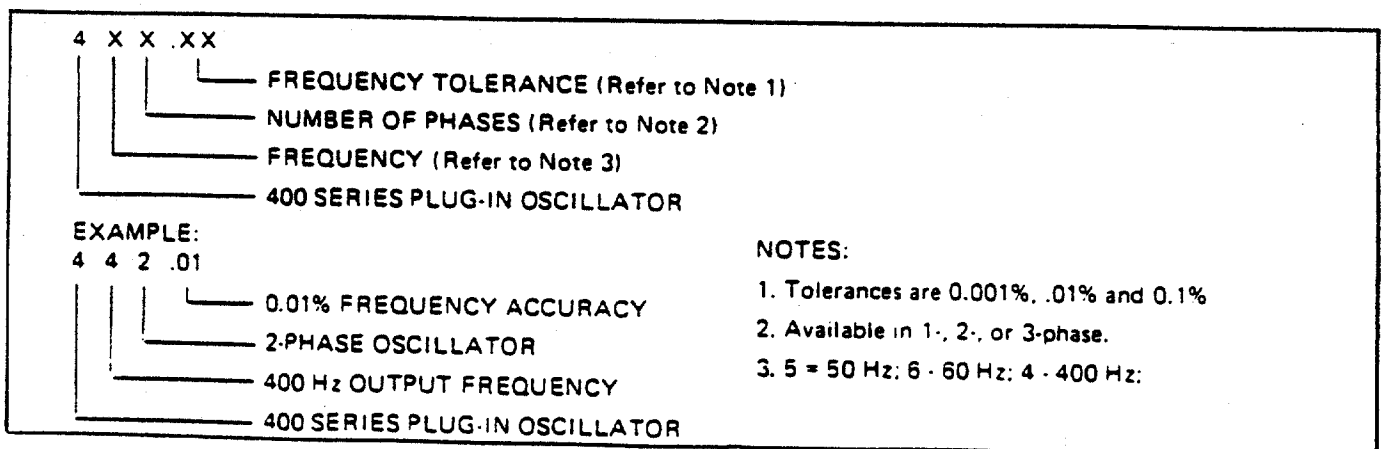 4 X X .XX
FREQUENCY TOLERANCE (Refer to Note 1)
NUMBER OF PHASES (Refer to Note 2)
FREQUENCY (Refer to Note 3)
400 SERIES PLUG-IN OSCILLATOR
EXAMPLE:
4 4 2 .01
0.01% FREQUENCY ACCURACY
2-PHASE OSCILLATOR
400 Hz OUTPUT FREQUENCY
400 SERIES PLUG-IN OSCILLATOR
NOTES:
1. Tolerances are 0.001%, .01% and 0.1%
2. Available in 1-, 2-, or 3-phase.
3. 5 = 50 Hz; 6 - 60 Hz; 4 - 400 Hz;